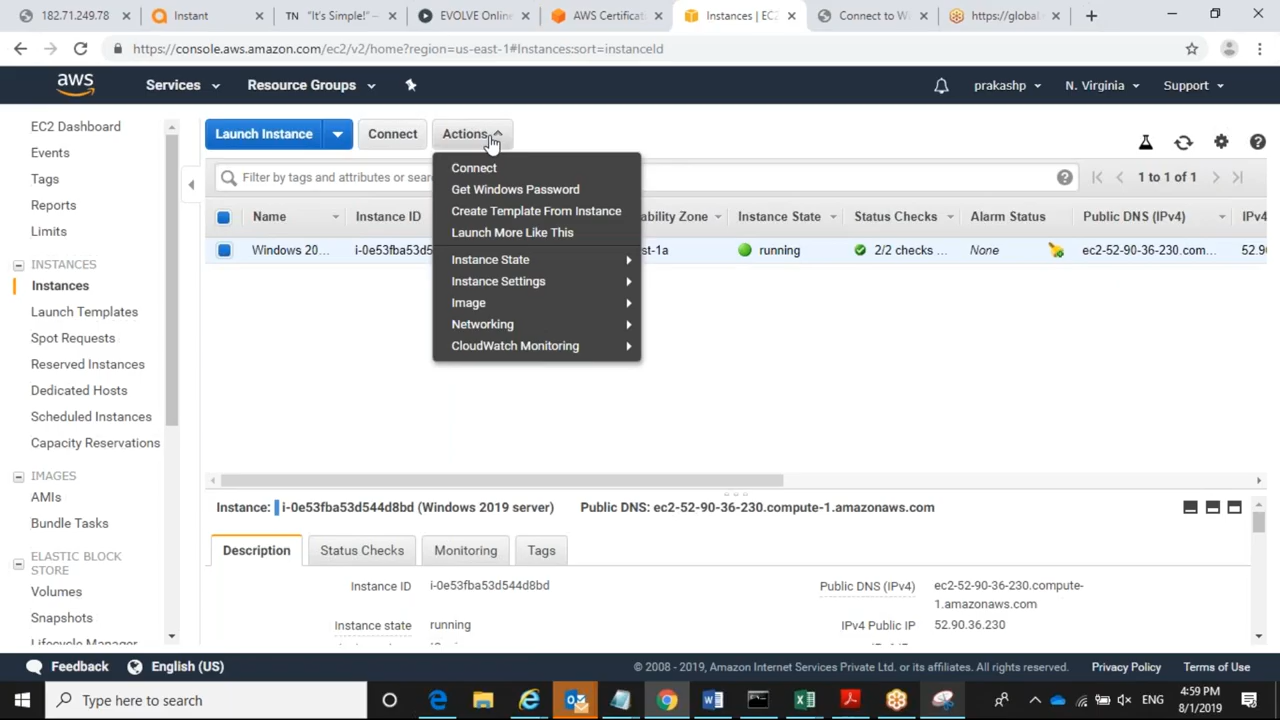 182.71.249.78
Instant
TN "It's Simple!" –
EVOLVE Online
AWS Certificat
Instances | EC2
Connect to Wi
https://global
https://console.aws.amazon.com/ec2/v2/home?region=us-east-1#Instances:sort=instanceId
aws
Services
Resource Groups
prakashp
N. Virginia
Support
EC2 Dashboard
Events
Tags
Reports
Limits
INSTANCES
Instances
Launch Templates
Spot Requests
Reserved Instances
Dedicated Hosts
Scheduled Instances
Capacity Reservations
IMAGES
AMIs
Bundle Tasks
ELASTIC BLOCK
STORE
Volumes
Snapshots
Lifecycle Manager
Launch Instance
Connect
Actions
Connect
Get Windows Password
Create Template From Instance
Launch More Like This
Instance State
Instance Settings
Image
Networking
CloudWatch Monitoring
Filter by tags and attributes or sear
1 to 1 of 1
Name Instance ID ability Zone Instance State Status Checks Alarm Status Public DNS (IPv4) IPv4
Windows 20... i-0e53fba53d5 st-1a running 2/2 checks ... None ec2-52-90-36-230.com... 52.9
Instance: i-0e53fba53d544d8bd (Windows 2019 server) Public DNS: ec2-52-90-36-230.compute-1.amazonaws.com
Description Status Checks Monitoring Tags
Instance ID i-0e53fba53d544d8bd
Public DNS (IPv4) ec2-52-90-36-230.compute-
1.amazonaws.com
Instance state running
IPv4 Public IP 52.90.36.230
Feedback
English (US)
© 2008 - 2019, Amazon Internet Services Private Ltd. or its affiliates. All rights reserved.
Privacy Policy
Terms of Use
Type here to search
ENG
4:59 PM
8/1/2019